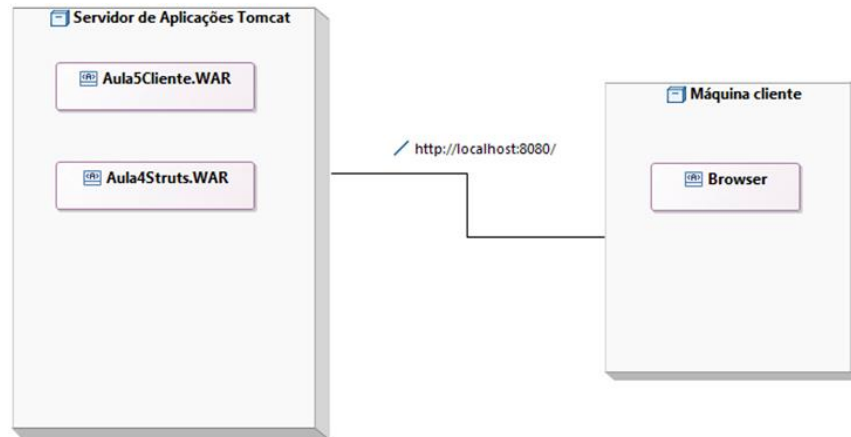 Servidor de Aplicações Tomcat
Aula5Cliente.WAR
Aula4Struts.WAR
http://localhost:8080/
Máquina cliente
Browser